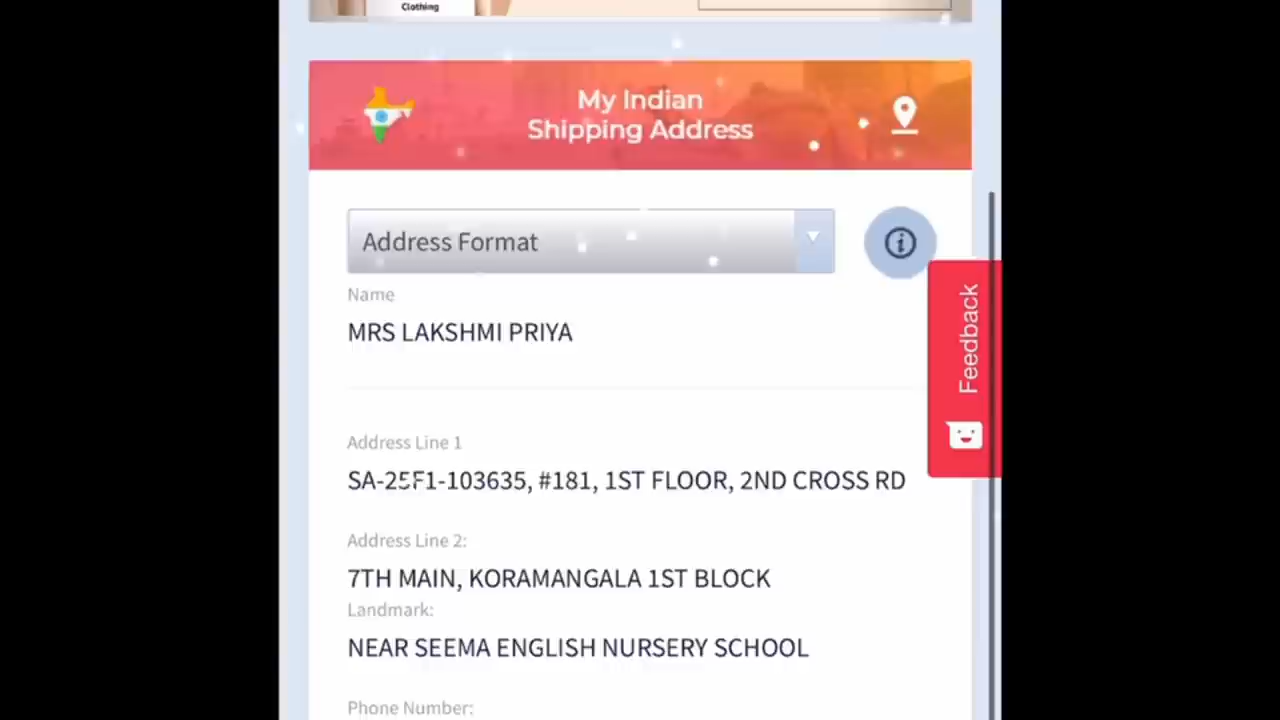 Clothing
My Indian
Shipping Address
Address Format
Name
MRS LAKSHMI PRIYA
Feedback
Address Line 1
SA-25F1-103635, #181, 1ST FLOOR, 2ND CROSS RD
Address Line 2:
7TH MAIN, KORAMANGALA 1ST BLOCK
Landmark:
NEAR SEEMA ENGLISH NURSERY SCHOOL
Phone Number: